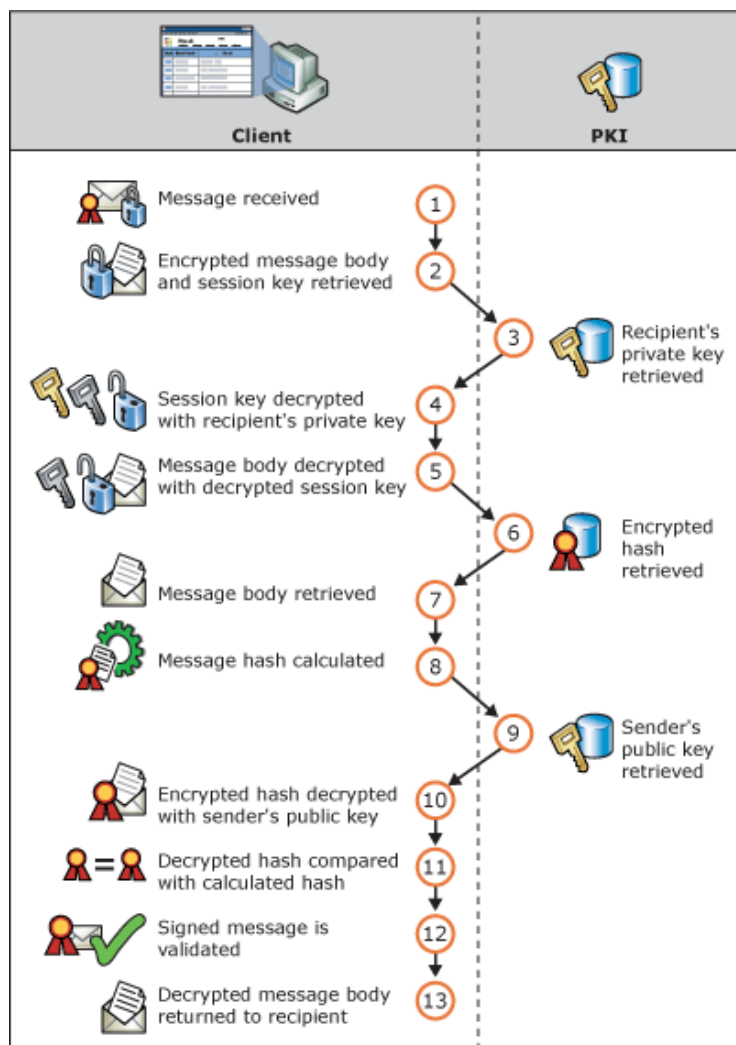 Client
PKI
Message received
1
Encrypted message body
and session key retrieved
2
3
Recipient's
private key
retrieved
Session key decrypted
with recipient's private key
4
Message body decrypted
with decrypted session key
5
6
Encrypted
hash
retrieved
Message body retrieved
7
Message hash calculated
8
9
Sender's
public key
retrieved
Encrypted hash decrypted
with sender's public key
10
Decrypted hash compared
with calculated hash
11
Signed message is
validated
12
Decrypted message body
returned to recipient
13